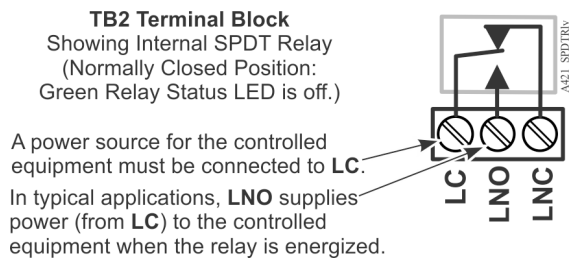 TB2 Terminal Block
Showing Internal SPDT Relay
(Normally Closed Position:
Green Relay Status LED is off.)
A421_SPDTRly
A power source for the controlled
equipment must be connected to LC.
In typical applications, LNO supplies
power (from LC) to the controlled
equipment when the relay is energized.
LC
LNO
LNC